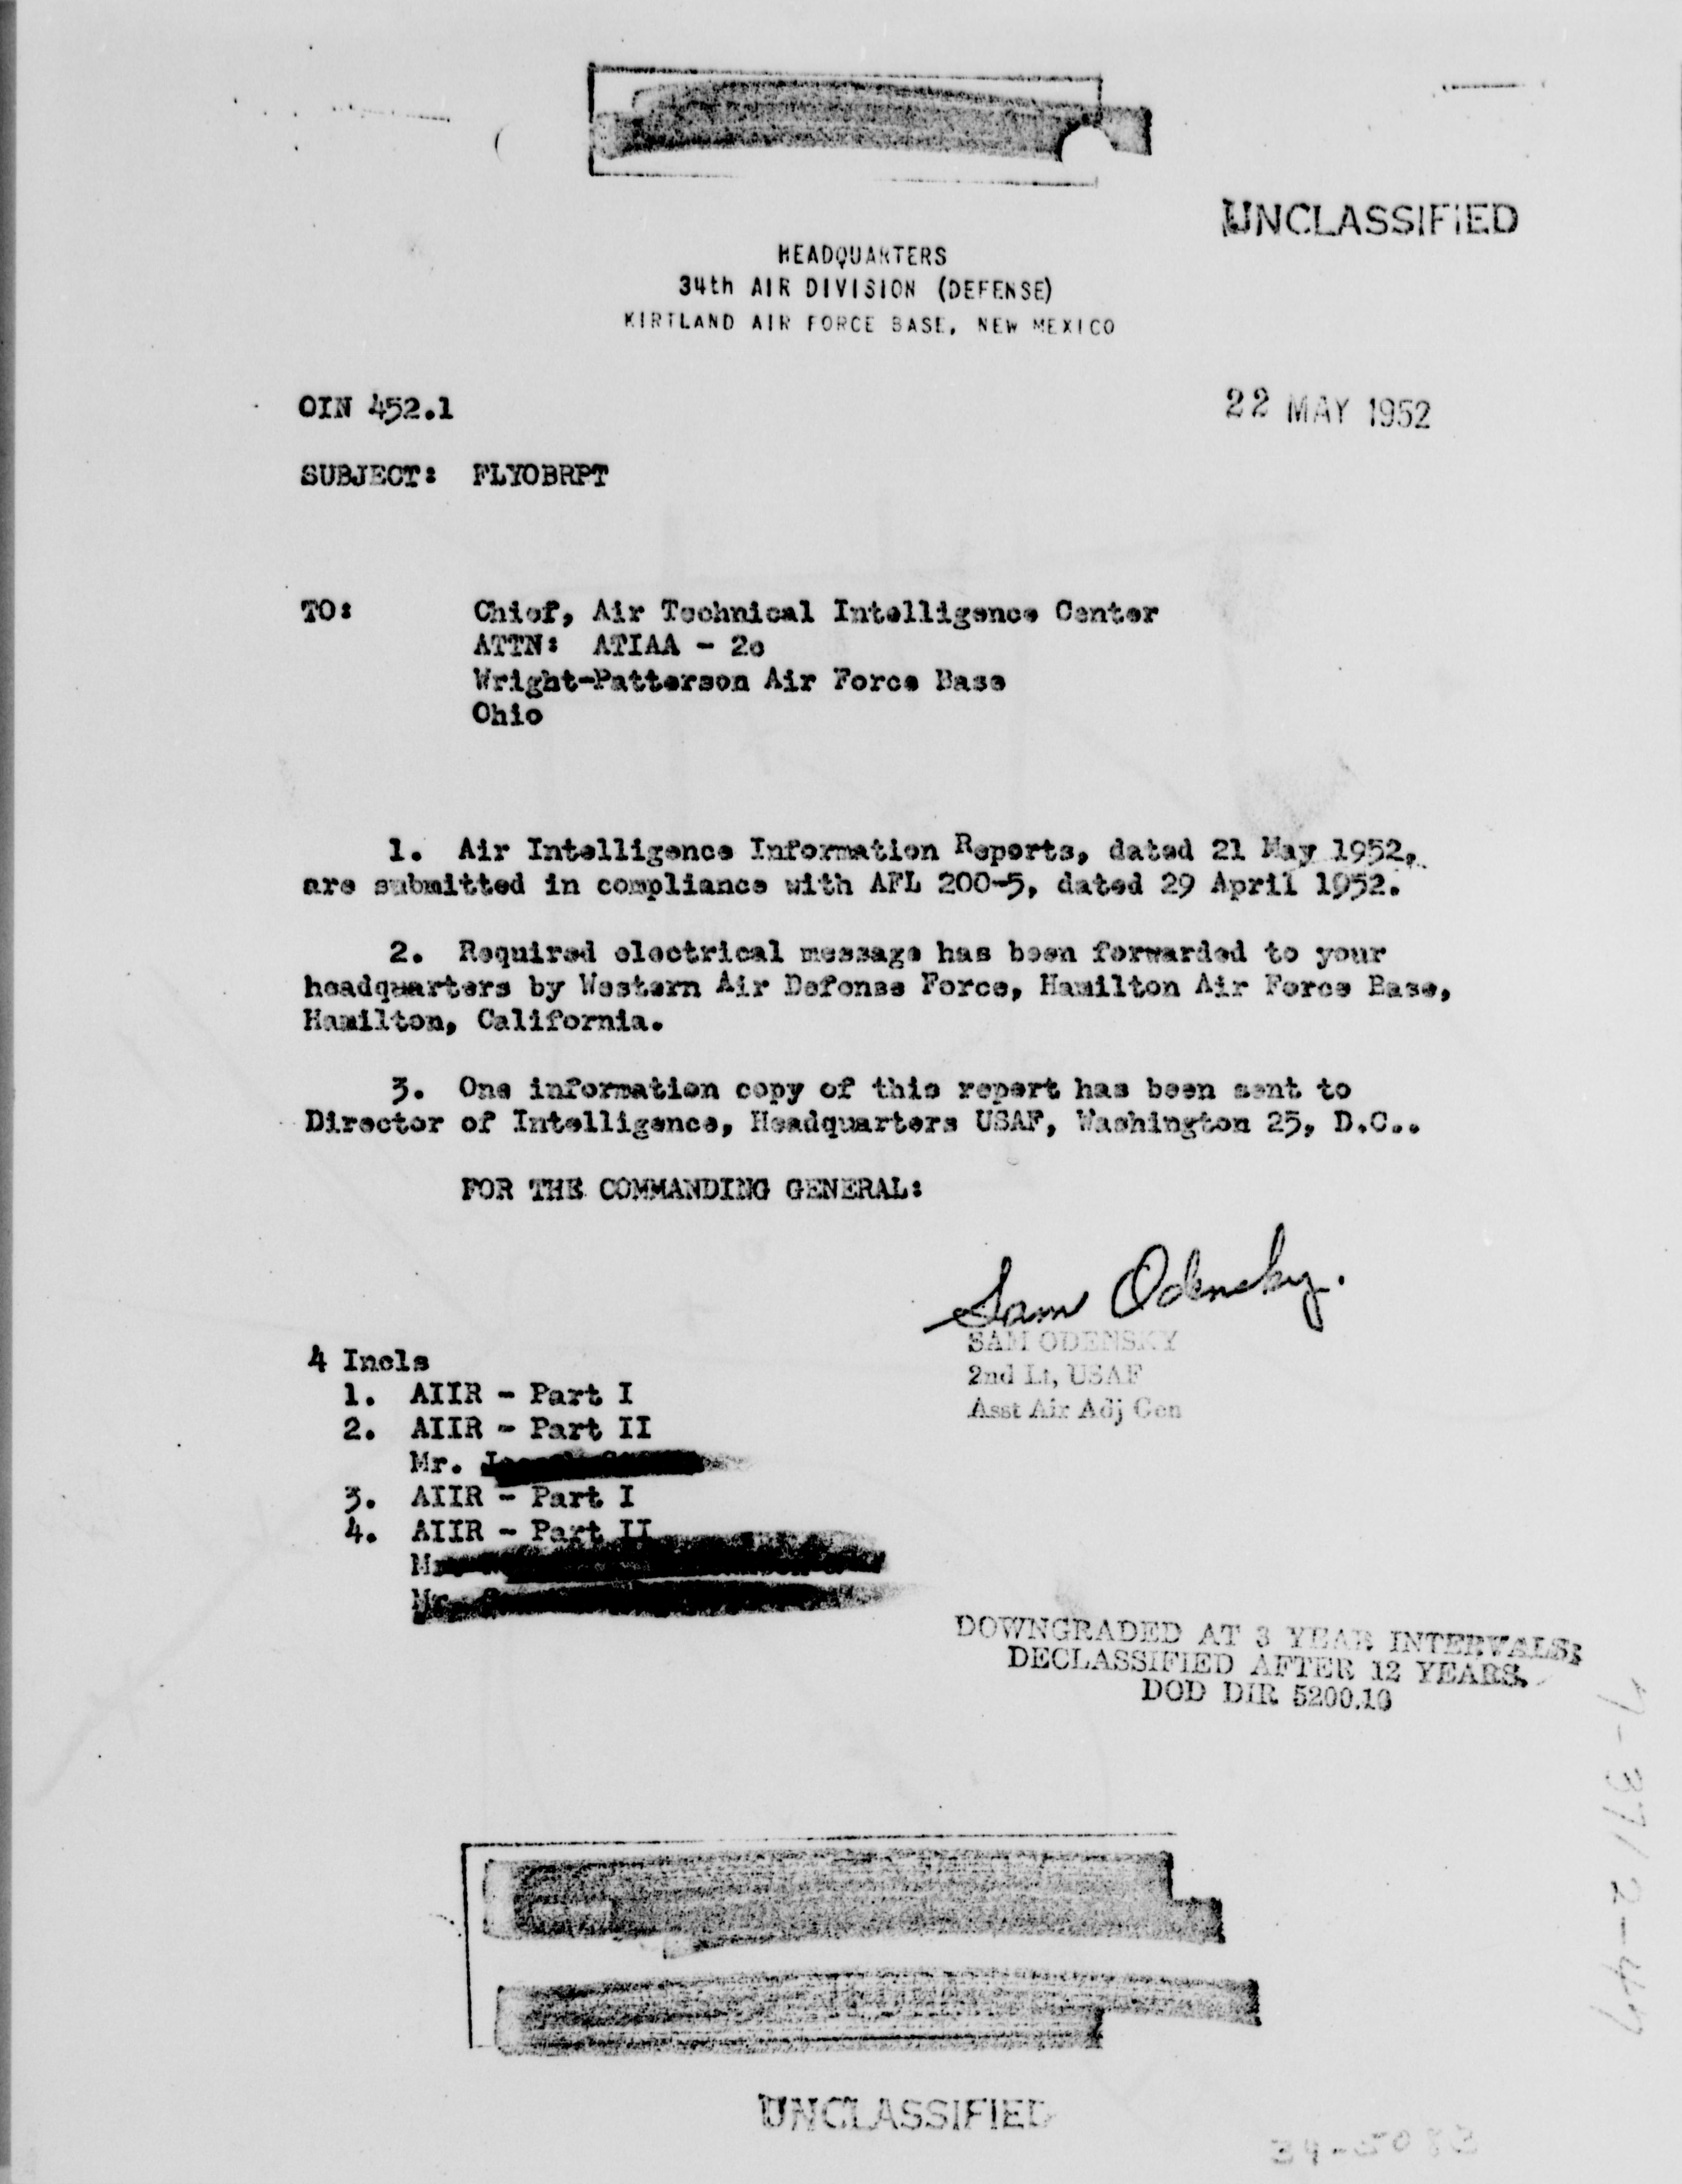 UNCLASSIFIED
HEADQUARTERS
34th AIR DIVISION (DEFENSE)
KIRTLAND AIR FORCE BASE, NEW MEXICO
OIN 452.1
22 MAY 1952
SUBJECT: FLYOBRPT
TO: Chief, Air Technical Intelligence Center
ATTN: ATIAA - 2c
Wright-Patterson Air Force Base
Ohio
1. Air Intelligence Information Reports, dated 21 May 1952,
are submitted in compliance with AFL 200-5, dated 29 April 1952.
2. Required electrical message has been forwarded to your
headquarters by Western Air Defense Force, Hamilton Air Force Base,
Hamilton, California.
3. One information copy of this report has been sent to
Director of Intelligence, Headquarters USAF, Washington 25, D.C..
FOR THE COMMANDING GENERAL:
Sam Odensky.
SAM ODENSKY
2nd Lt, USAF
Asst Air Adj Gen
4 Incls
1. AIIR - Part I
2. AIIR - Part II
Mr.
3. AIIR - Part I
4. AIIR - Part II
Mr.
DOWNGRADED AT 3 YEAR INTERVALS;
DECLASSIFIED AFTER 12 YEARS.
DOD DIR 5200.10
UNCLASSIFIED